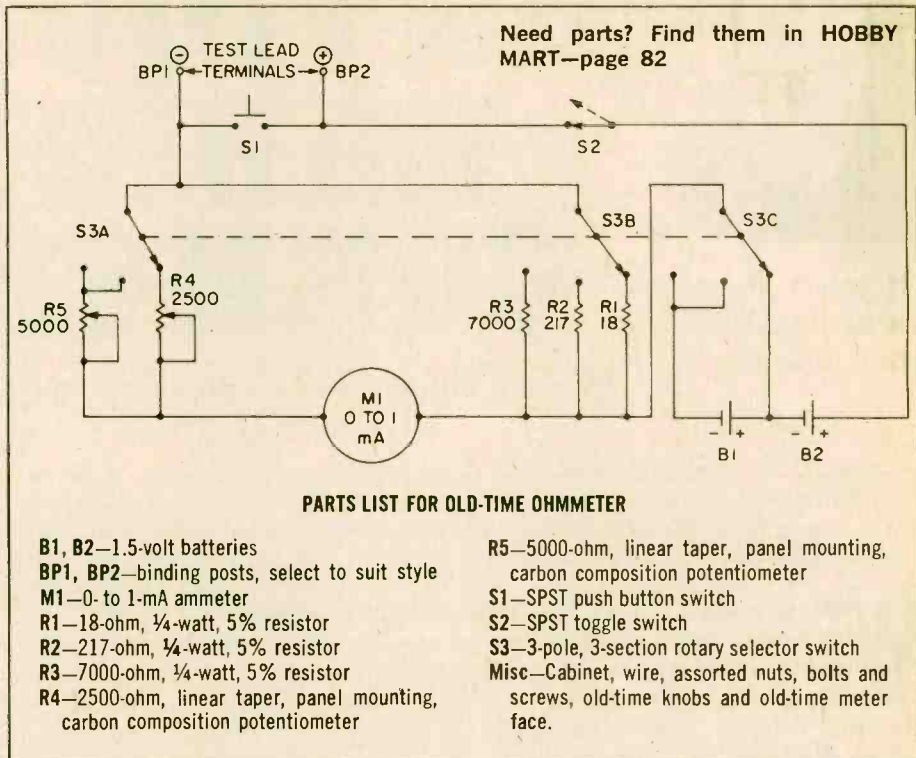 Need parts? Find them in HOBBY
MART—page 82
⊖ TEST LEAD ⊕
BP1 TERMINALS BP2
S1
S2
S3A
S3B
S3C
R4
2500
R5
5000
R3
7000
R2
217
R1
18
M1
0 TO 1
mA
- +
B1
- +
B2
PARTS LIST FOR OLD-TIME OHMMETER
B1, B2—1.5-volt batteries
BP1, BP2—binding posts, select to suit style
M1—0- to 1-mA ammeter
R1—18-ohm, ¼-watt, 5% resistor
R2—217-ohm, ¼-watt, 5% resistor
R3—7000-ohm, ¼-watt, 5% resistor
R4—2500-ohm, linear taper, panel mounting,
carbon composition potentiometer
R5—5000-ohm, linear taper, panel mounting,
carbon composition potentiometer
S1—SPST push button switch
S2—SPST toggle switch
S3—3-pole, 3-section rotary selector switch
Misc—Cabinet, wire, assorted nuts, bolts and
screws, old-time knobs and old-time meter
face.